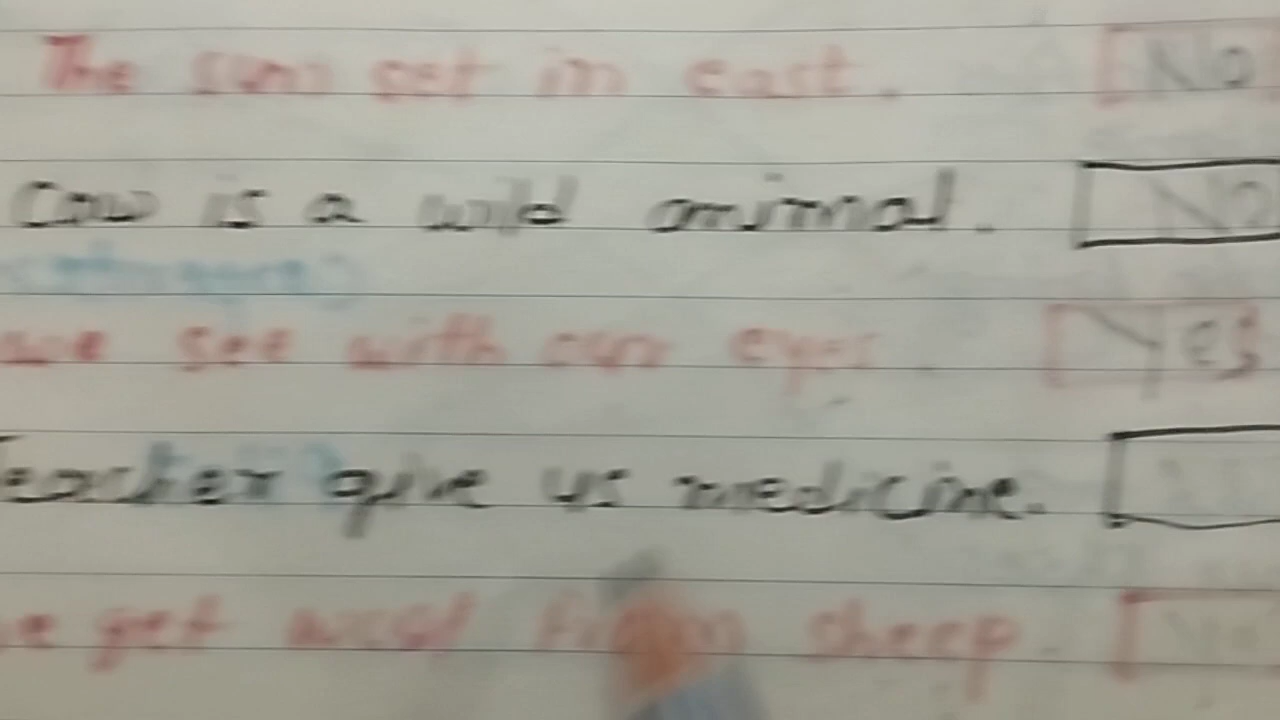 The sun set in east. No
Cow is a wild animal. No
we see with our eyes. Yes
Teacher give us medicine.
we get wool from sheep.